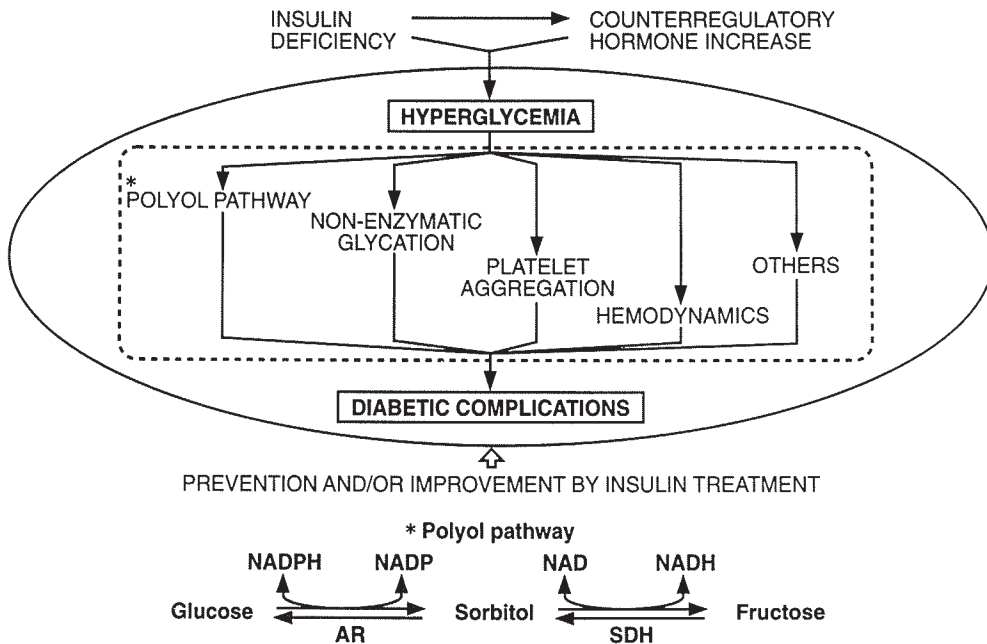 INSULIN DEFICIENCY
COUNTERREGULATORY HORMONE INCREASE
HYPERGLYCEMIA
*
POLYOL PATHWAY
NON-ENZYMATIC
GLYCATION
PLATELET
AGGREGATION
HEMODYNAMICS
OTHERS
DIABETIC COMPLICATIONS
PREVENTION AND/OR IMPROVEMENT BY INSULIN TREATMENT
* Polyol pathway
NADPH NADP NAD NADH
Glucose Sorbitol Fructose
AR SDH